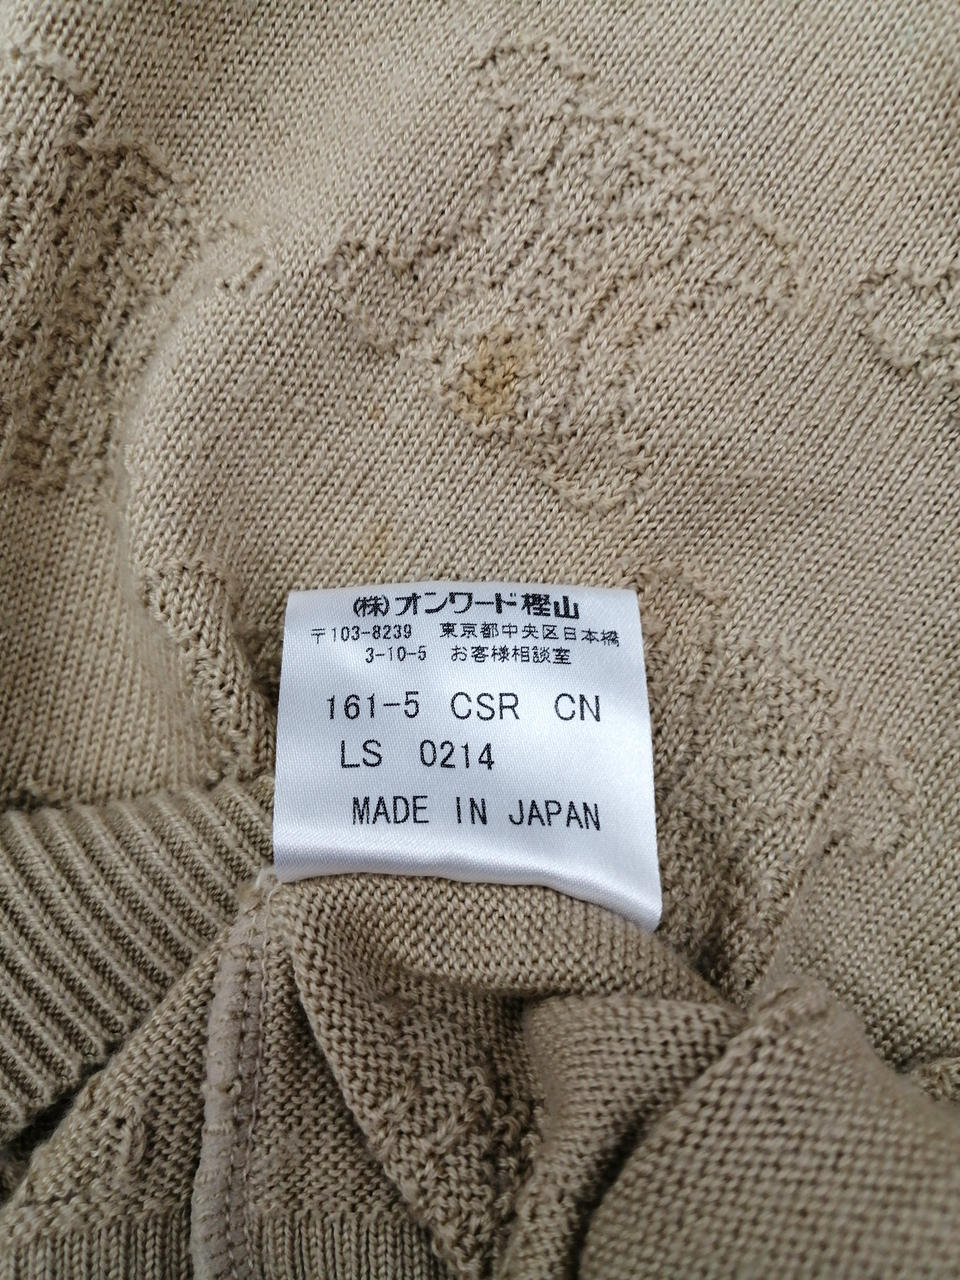 (株)オンワード樫山
〒103-8239 東京都中央区日本橋
3-10-5 お客様相談室
161-5 CSR CN
LS 0214
MADE IN JAPAN